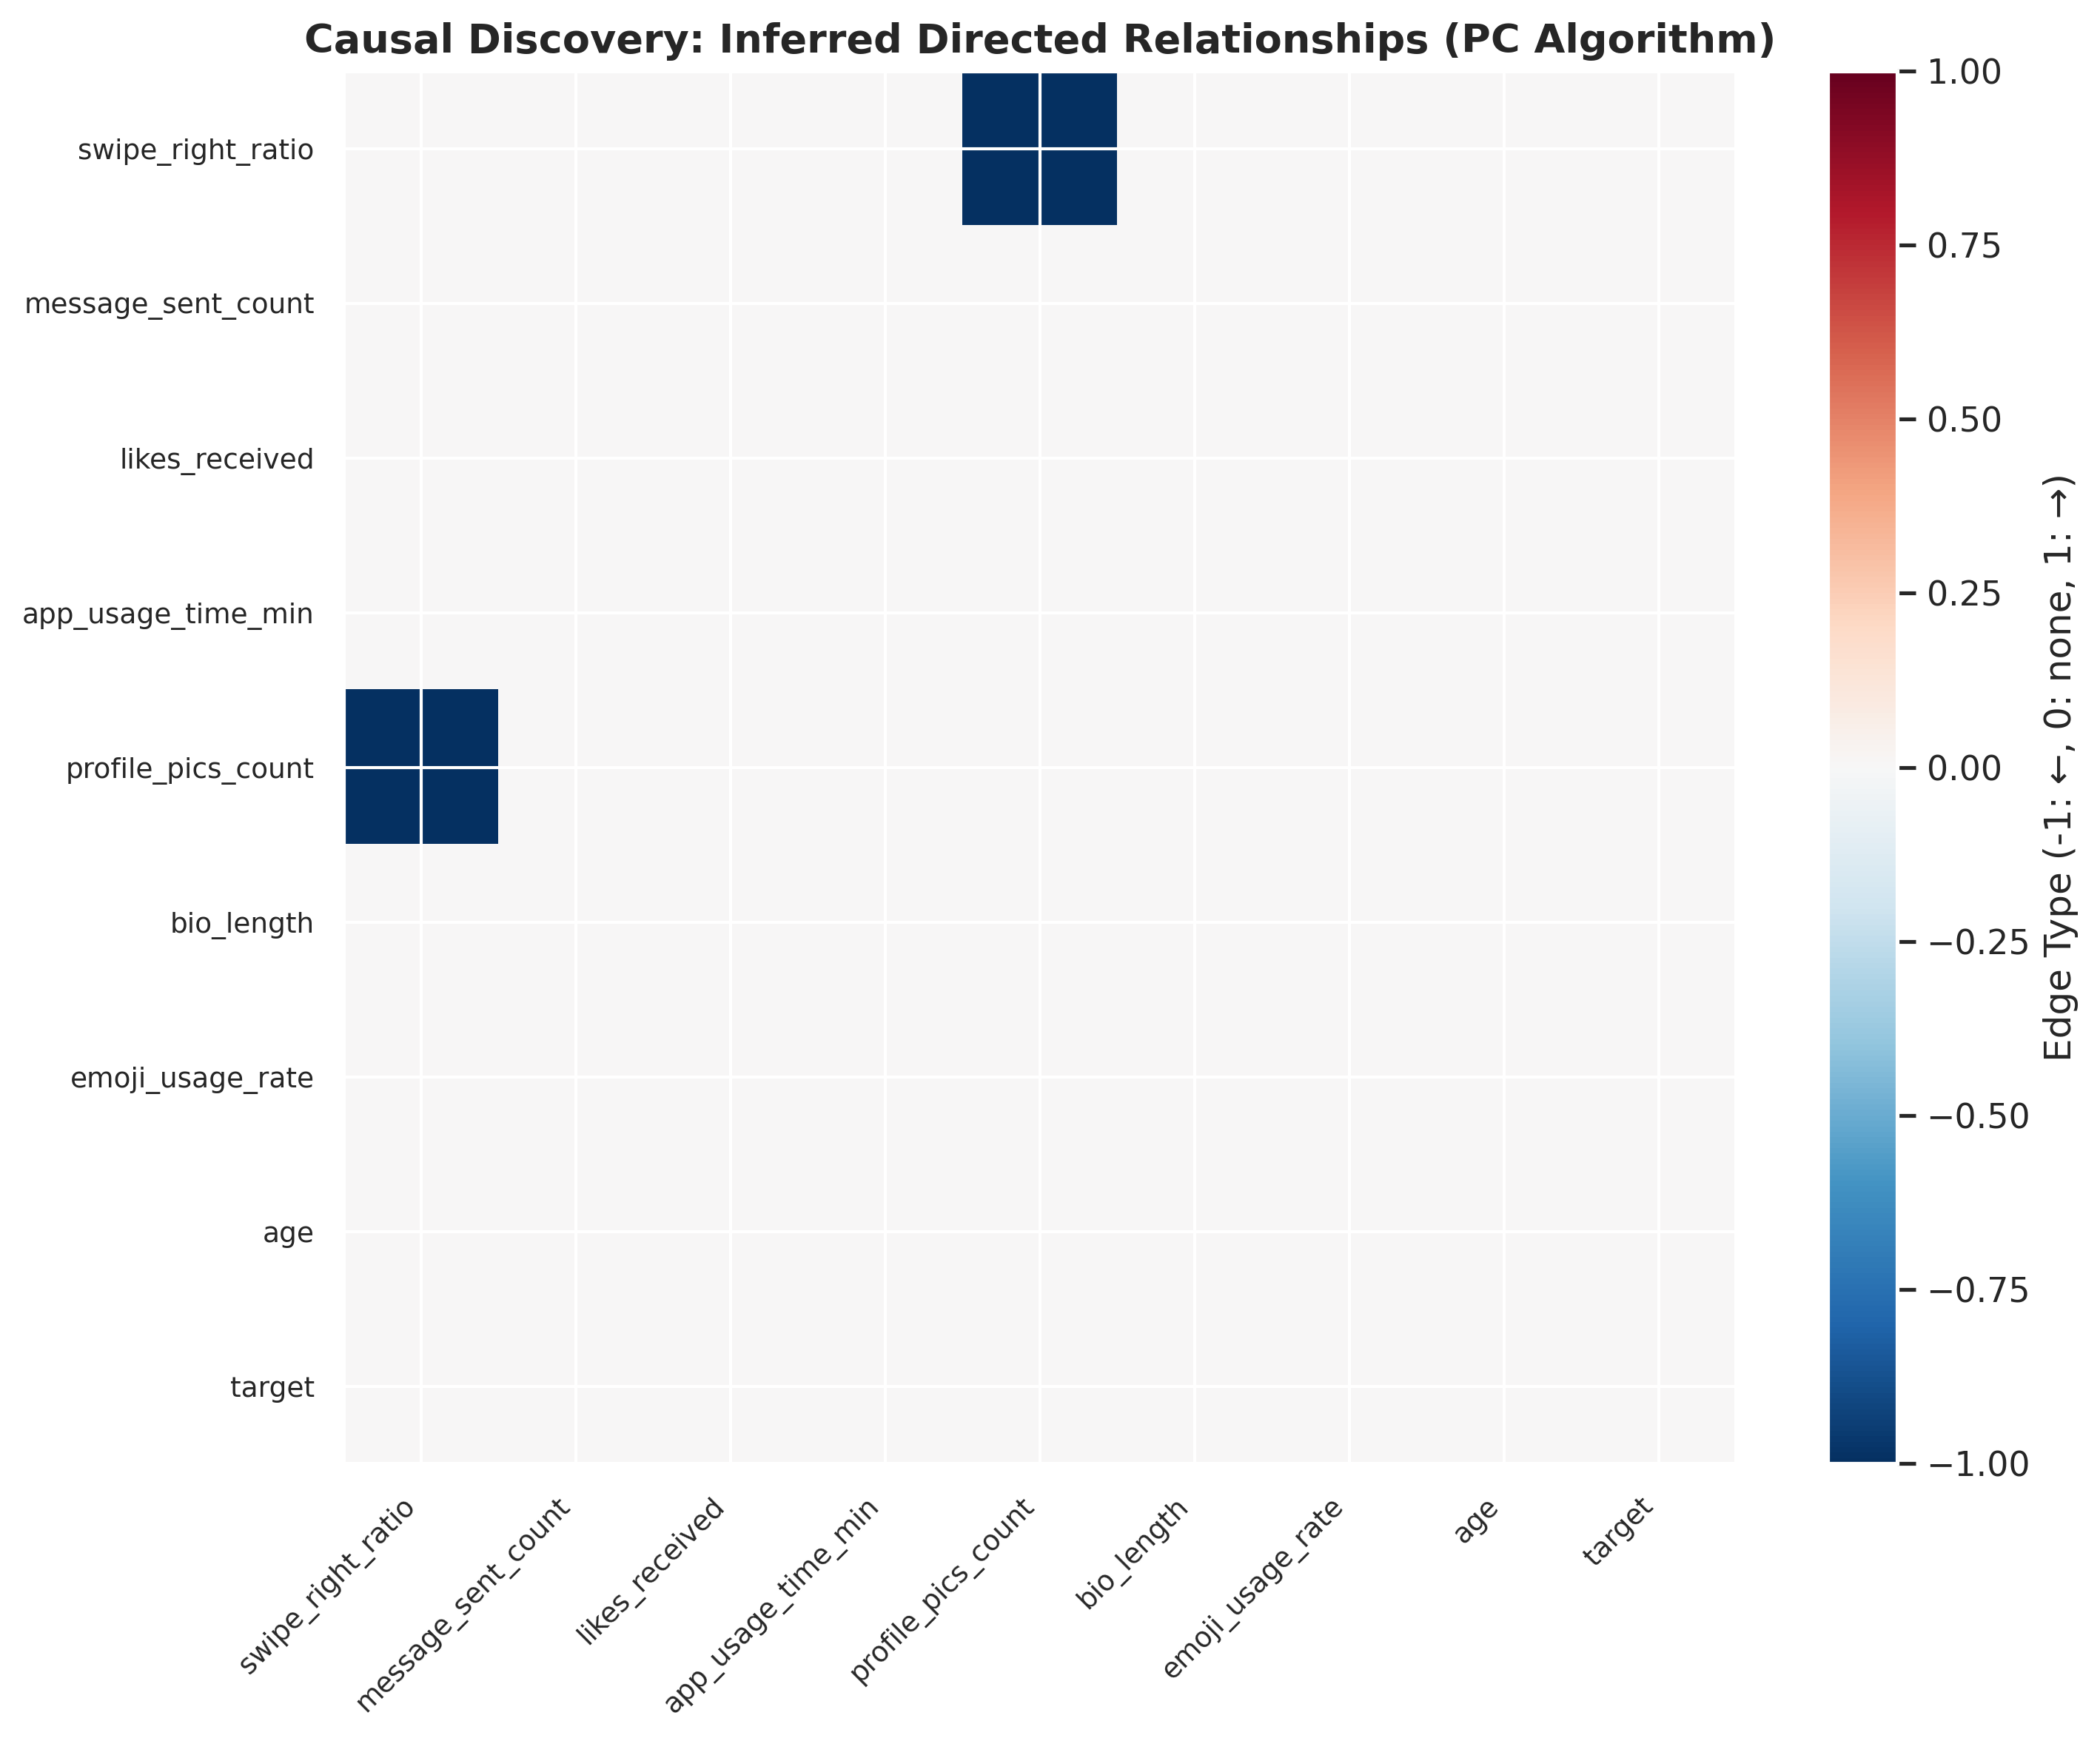 Causal Discovery: Inferred Directed Relationships (PC Algorithm)
swipe_right_ratio
message_sent_count
likes_received
app_usage_time_min
profile_pics_count
bio_length
emoji_usage_rate
age
target
swipe_right_ratio
message_sent_count
likes_received
app_usage_time_min
profile_pics_count
bio_length
emoji_usage_rate
age
target
1.00
0.75
0.50
0.25
0.00
−0.25
−0.50
−0.75
−1.00
Edge Type (-1: ←, 0: none, 1: →)